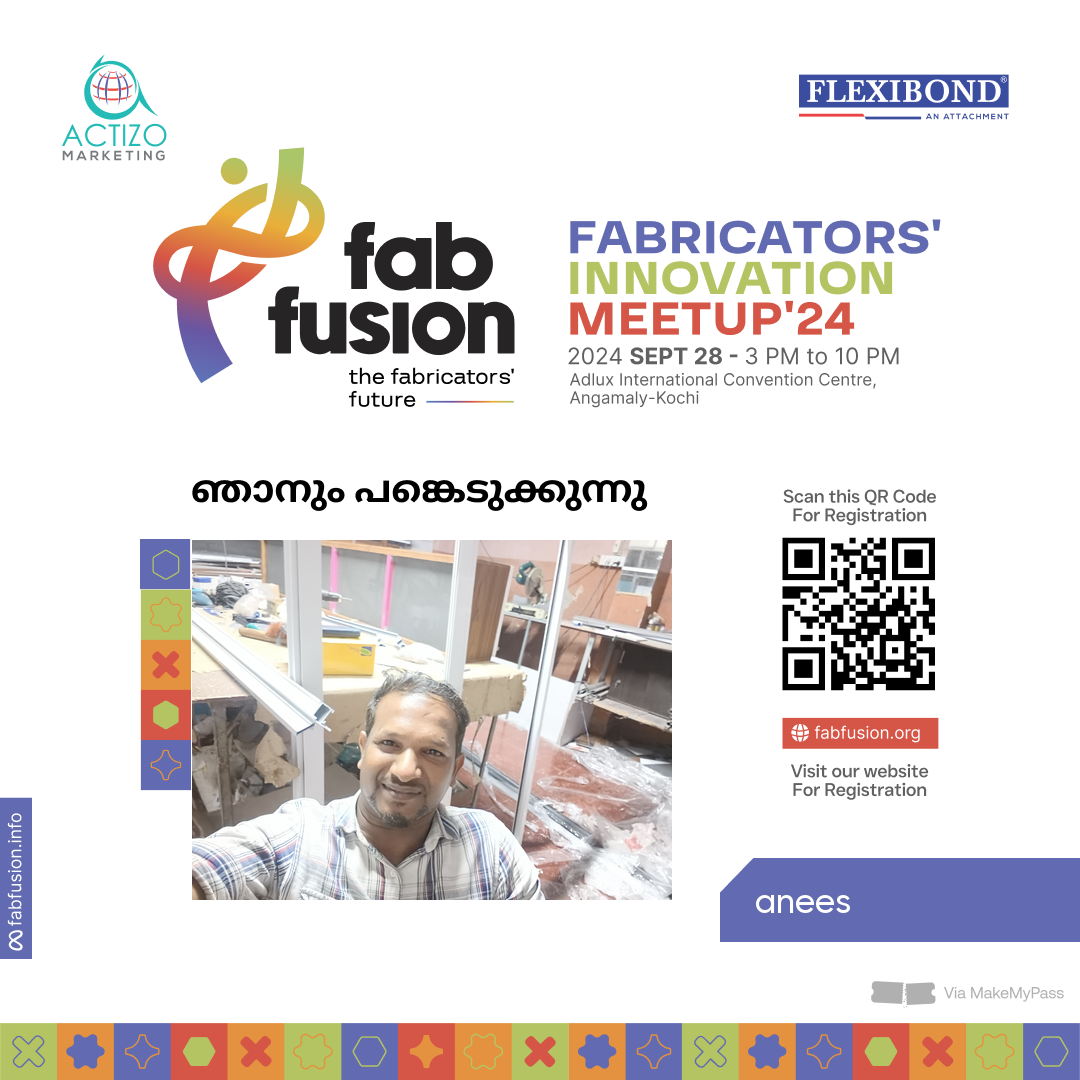 ACTIZO
MARKETING
FLEXIBOND®
AN ATTACHMENT
fab
fusion
the fabricators'
future
FABRICATORS'
INNOVATION
MEETUP'24
2024 SEPT 28 - 3 PM to 10 PM
Adlux International Convention Centre,
Angamaly-Kochi
ഞാനും പങ്കെടുക്കുന്നു
Scan this QR Code
For Registration
fabfusion.org
Visit our website
For Registration
fabfusion.info
anees
Via MakeMyPass